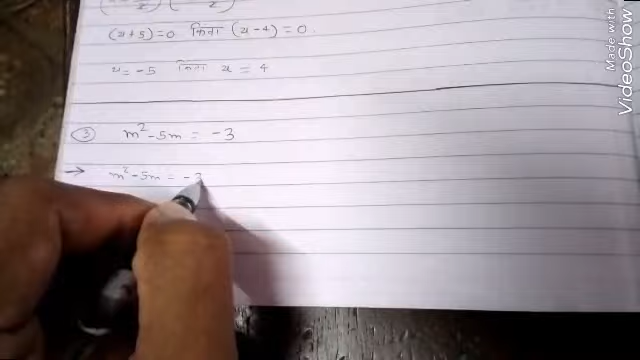 (x + 5) = 0 किंवा (x - 4) = 0.
x = -5 किंवा x = 4
③ m² - 5m = -3
→ m² - 5m = -3
Made with
VideoShow